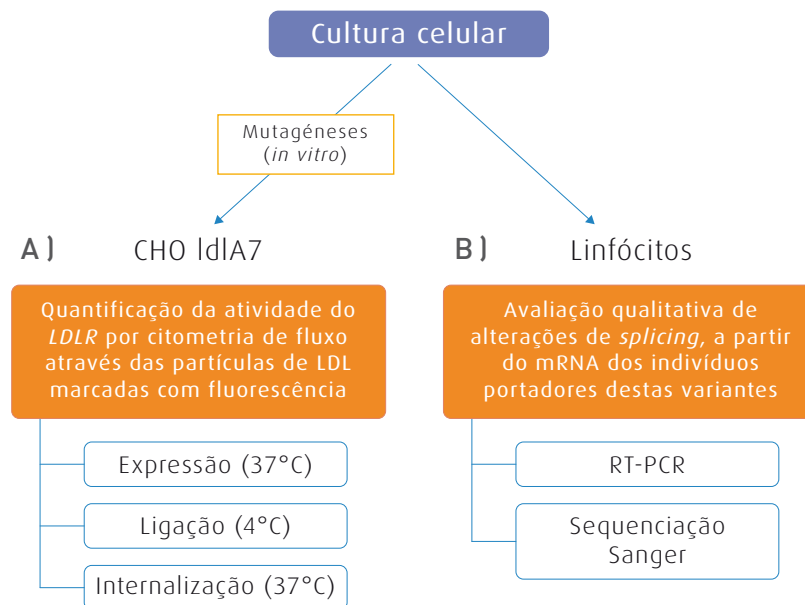 Cultura celular
Mutagéneses
(in vitro)
A)
CHO ldlA7
Quantificação da atividade do
LDLR por citometria de fluxo
através das partículas de LDL
marcadas com fluorescência
Expressão (37°C)
Ligação (4°C)
Internalização (37°C)
B)
Linfócitos
Avaliação qualitativa de
alterações de splicing, a partir
do mRNA dos indivíduos
portadores destas variantes
RT-PCR
Sequenciação
Sanger